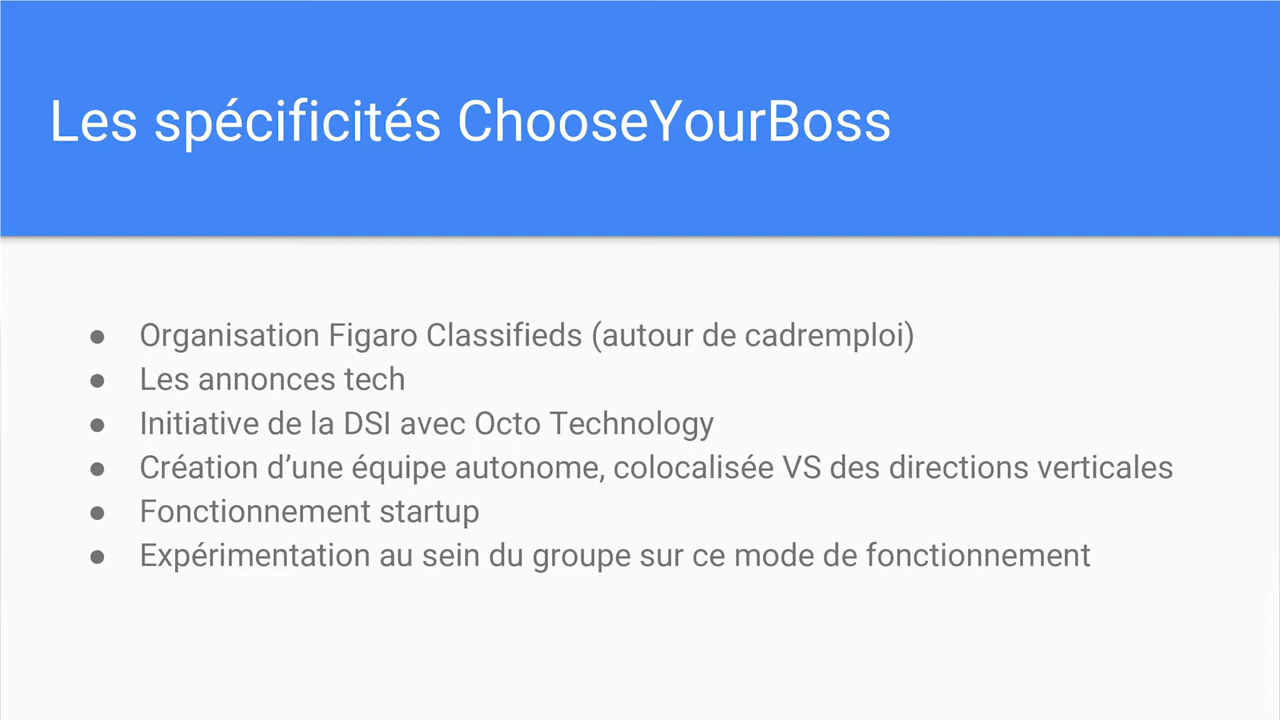 Les spécificités ChooseYourBoss
● Organisation Figaro Classifieds (autour de cadremploi)
● Les annonces tech
● Initiative de la DSI avec Octo Technology
● Création d’une équipe autonome, colocalisée VS des directions verticales
● Fonctionnement startup
● Expérimentation au sein du groupe sur ce mode de fonctionnement